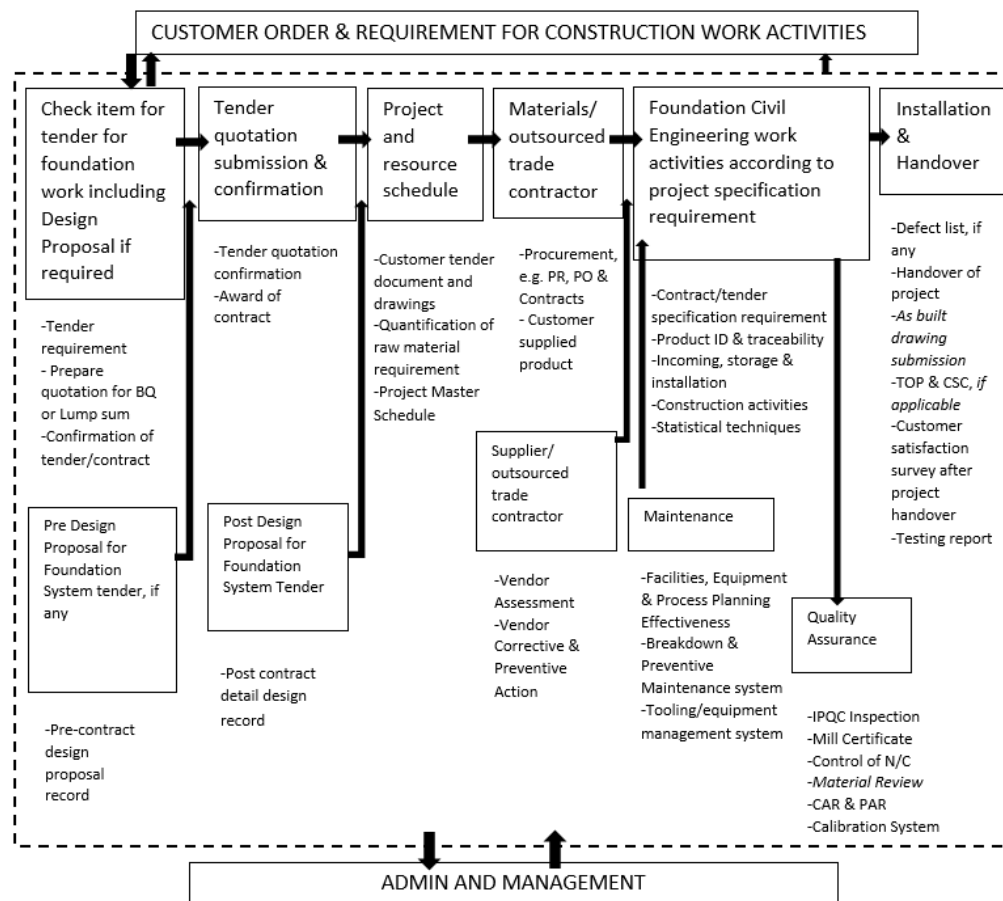 CUSTOMER ORDER & REQUIREMENT FOR CONSTRUCTION WORK ACTIVITIES
Check item for
tender for
foundation
work including
Design
Proposal if
required
-Tender
requirement
- Prepare
quotation for BQ
or Lump sum
-Confirmation of
tender/contract
Pre Design
Proposal for
Foundation
System tender, if
any
-Pre-contract
design
proposal
record
Tender
quotation
submission &
confirmation
-Tender quotation
confirmation
-Award of
contract
Post Design
Proposal for
Foundation
System Tender
-Post contract
detail design
record
Project
and
resource
schedule
-Customer tender
document and
drawings
-Quantification of
raw material
requirement
-Project Master
Schedule
Materials/
outsourced
trade
contractor
-Procurement,
e.g. PR, PO &
Contracts
- Customer
supplied
product
Supplier/
outsourced
trade
contractor
-Vendor
Assessment
-Vendor
Corrective &
Preventive
Action
Foundation Civil
Engineering work
activities according to
project specification
requirement
-Contract/tender
specification requirement
-Product ID & traceability
-Incoming, storage &
installation
-Construction activities
-Statistical techniques
Maintenance
-Facilities, Equipment
& Process Planning
Effectiveness
-Breakdown &
Preventive
Maintenance system
-Tooling/equipment
management system
Installation
&
Handover
-Defect list, if
any
-Handover of
project
-As built
drawing
submission
-TOP & CSC, if
applicable
-Customer
satisfaction
survey after
project
handover
-Testing report
Quality
Assurance
-IPQC Inspection
-Mill Certificate
-Control of N/C
-Material Review
-CAR & PAR
-Calibration System
ADMIN AND MANAGEMENT